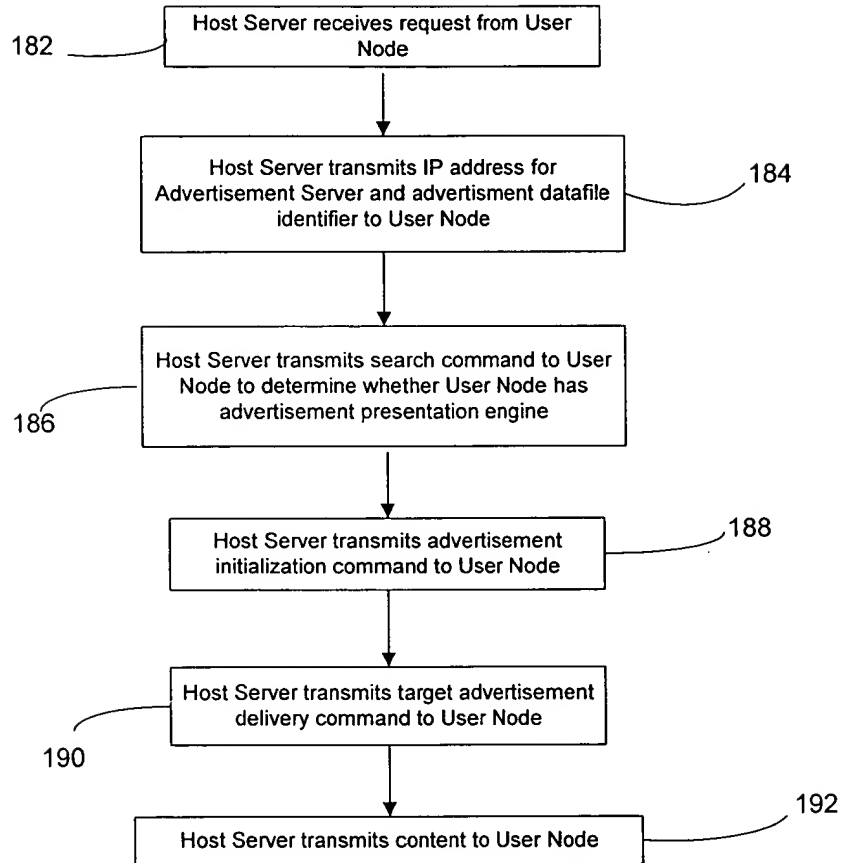 Host Server receives request from User
Node
182
Host Server transmits IP address for
Advertisement Server and advertisment datafile
identifier to User Node
184
Host Server transmits search command to User
Node to determine whether User Node has
advertisement presentation engine
186
Host Server transmits advertisement
initialization command to User Node
188
Host Server transmits target advertisement
delivery command to User Node
190
Host Server transmits content to User Node
192